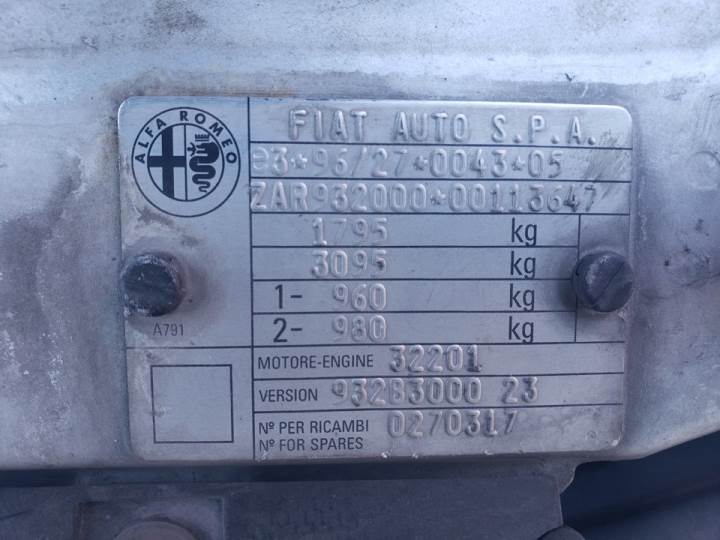 ALFA ROMEO
FIAT AUTO S.P.A.
e3*96/27*0043*05
ZAR932000*00113647
1795 kg
3095 kg
1- 960 kg
2- 980 kg
A791
MOTORE-ENGINE 32201
VERSION 932B3000 23
Nº PER RICAMBI 0270317
Nº FOR SPARES